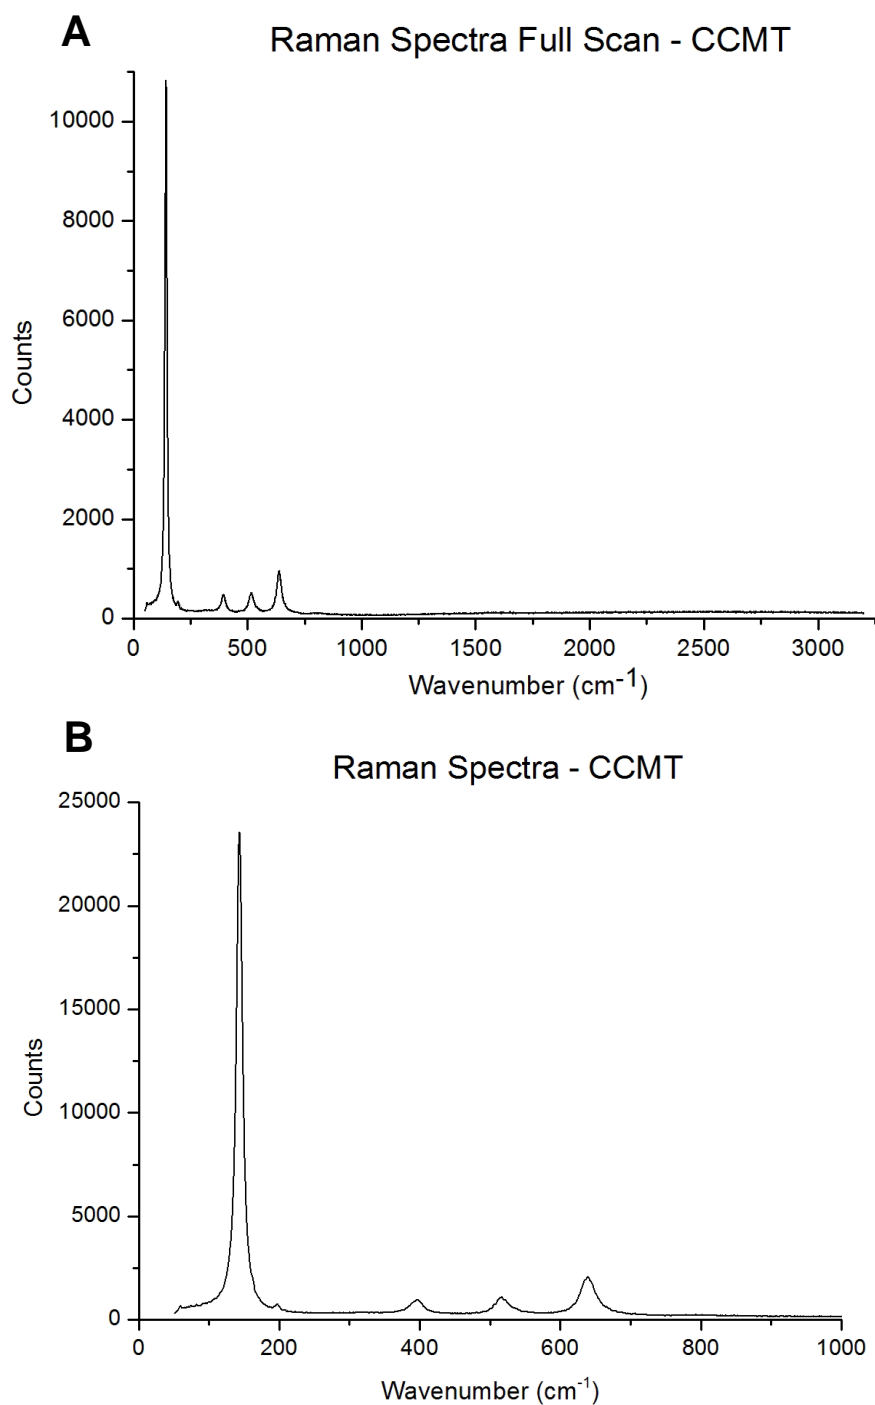 A
Raman Spectra Full Scan - CCMT
10000
8000
6000
4000
2000
0
Counts
0 500 1000 1500 2000 2500 3000
Wavenumber (cm-1)
B
Raman Spectra - CCMT
25000
20000
15000
10000
5000
0
Counts
0 200 400 600 800 1000
Wavenumber (cm-1)